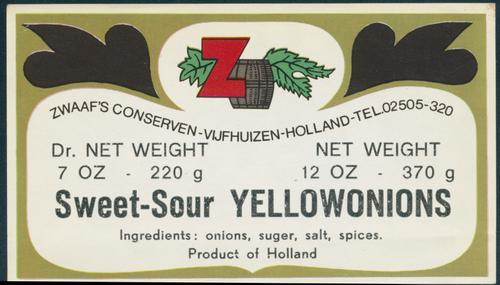 Z
ZWAAF'S CONSERVEN-VIJFHUIZEN-HOLLAND-TEL.02505-320
Dr. NET WEIGHT NET WEIGHT
7 OZ - 220 g 12 OZ - 370 g
Sweet-Sour YELLOWONIONS
Ingredients: onions, suger, salt, spices.
Product of Holland